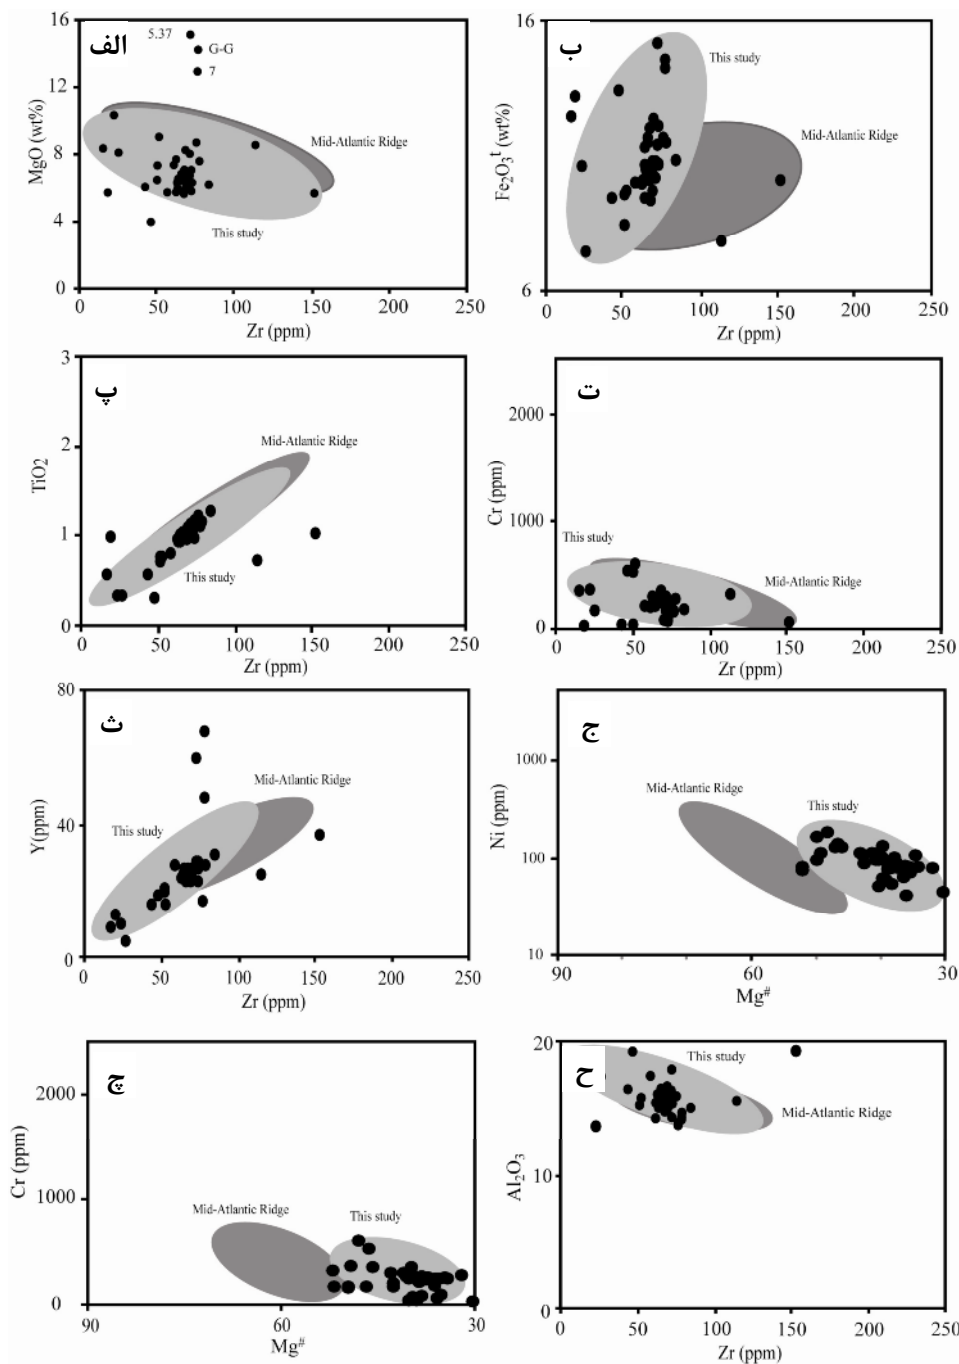 الف
16
12
8
4
0
MgO (wt%)
5.37
G-G
7
Mid-Atlantic Ridge
This study
0 50 100 150 200 250
Zr (ppm)
ب
16
6
Fe2O3t (wt%)
This study
Mid-Atlantic Ridge
0 50 100 150 200 250
Zr (ppm)
پ
3
2
1
0
TiO2
Mid-Atlantic Ridge
This study
0 50 100 150 200 250
Zr (ppm)
ت
2000
1000
0
Cr (ppm)
This study
Mid-Atlantic Ridge
0 50 100 150 200 250
Zr (ppm)
ث
80
40
0
Y(ppm)
Mid-Atlantic Ridge
This study
0 50 100 150 200 250
Zr (ppm)
ج
1000
100
10
Ni (ppm)
Mid-Atlantic Ridge
This study
90 60 30
Mg#
چ
2000
1000
0
Cr (ppm)
Mid-Atlantic Ridge
This study
90 60 30
Mg#
ح
20
10
0
Al2O3
This study
Mid-Atlantic Ridge
0 50 100 150 200 250
Zr (ppm)